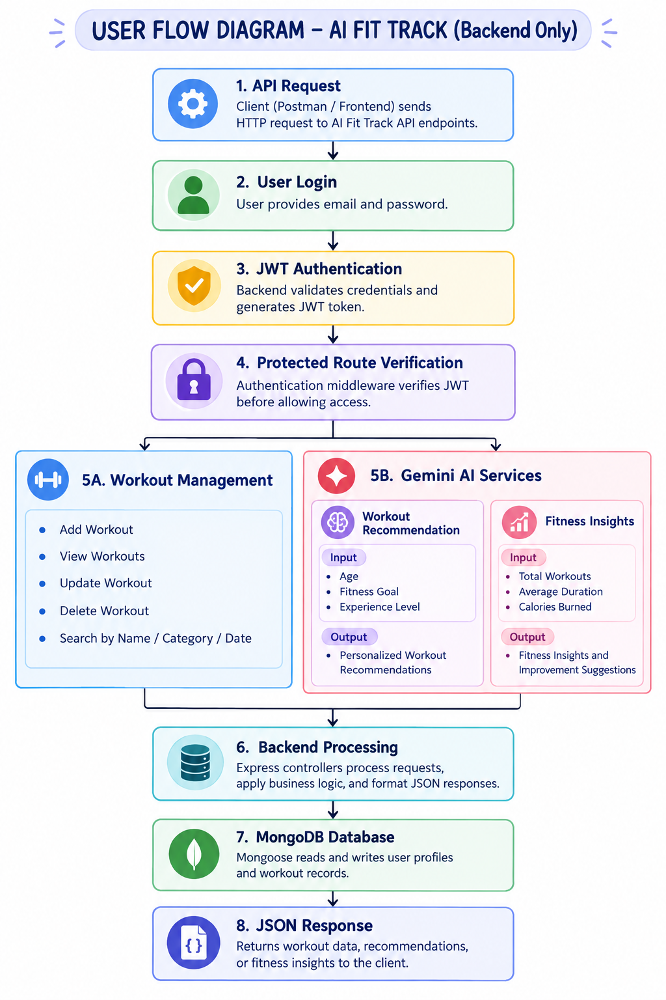 USER FLOW DIAGRAM – AI FIT TRACK (Backend Only)
1. API Request
Client (Postman / Frontend) sends
HTTP request to AI Fit Track API endpoints.
2. User Login
User provides email and password.
3. JWT Authentication
Backend validates credentials and
generates JWT token.
4. Protected Route Verification
Authentication middleware verifies JWT
before allowing access.
5A. Workout Management
Add Workout
View Workouts
Update Workout
Delete Workout
Search by Name / Category / Date
5B. Gemini AI Services
Workout
Recommendation
Input
Age
Fitness Goal
Experience Level
Output
Personalized Workout
Recommendations
Fitness Insights
Input
Total Workouts
Average Duration
Calories Burned
Output
Fitness Insights and
Improvement Suggestions
6. Backend Processing
Express controllers process requests,
apply business logic, and format JSON responses.
7. MongoDB Database
Mongoose reads and writes user profiles
and workout records.
8. JSON Response
{ }
Returns workout data, recommendations,
or fitness insights to the client.